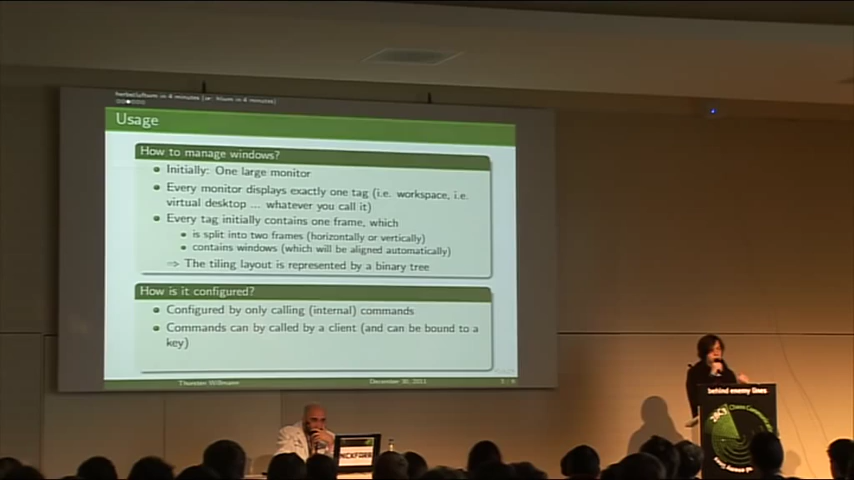 herbstluftwm in 4 minutes (or: hlwm in 4 minutes)
Usage
How to manage windows?
Initially: One large monitor
Every monitor displays exactly one tag (i.e. workspace, i.e.
virtual desktop ... whatever you call it)
Every tag initially contains one frame, which
is split into two frames (horizontally or vertically)
contains windows (which will be aligned automatically)
⇒ The tiling layout is represented by a binary tree
How is it configured?
Configured by only calling (internal) commands
Commands can by called by a client (and can be bound to a
key)
Thorsten Wißmann
December 30, 2011
behind enemy lines